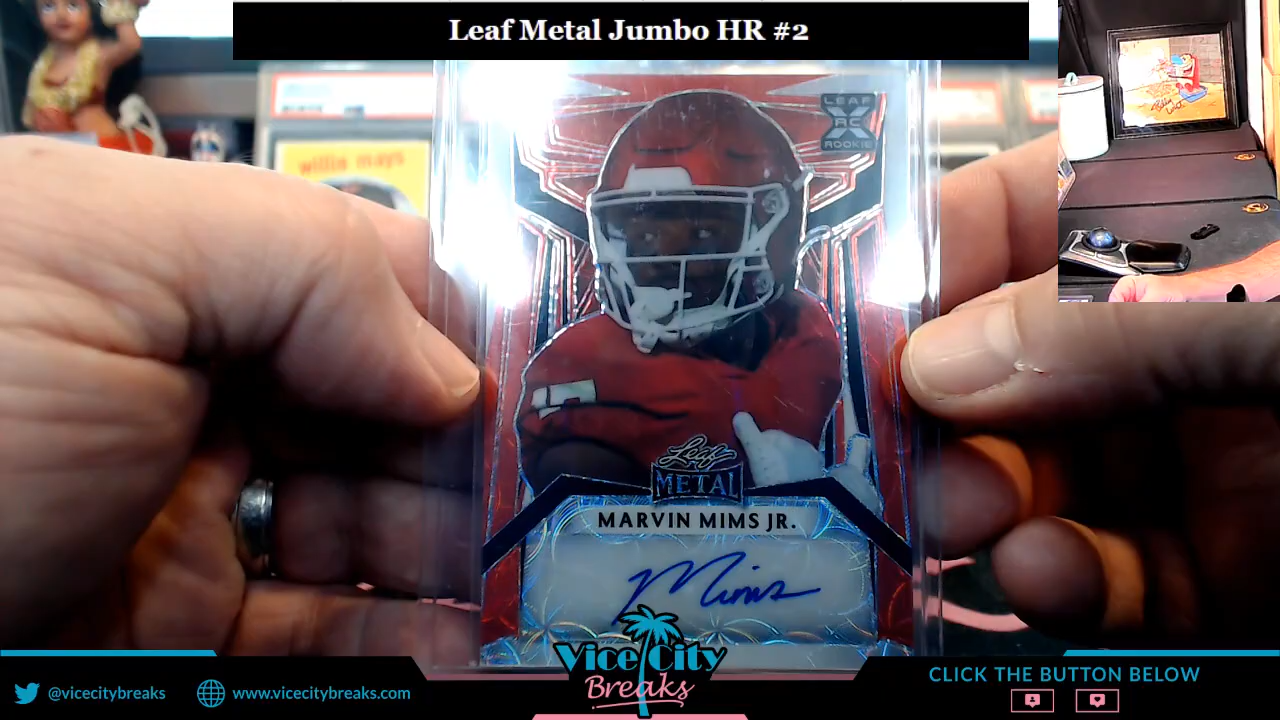 Leaf Metal Jumbo HR #2
willie mays
LEAF
X
RC
ROOKIE
Leaf
METAL
MARVIN MIMS JR.
Mims
Vice City
Breaks
@vicecitybreaks
www.vicecitybreaks.com
CLICK THE BUTTON BELOW